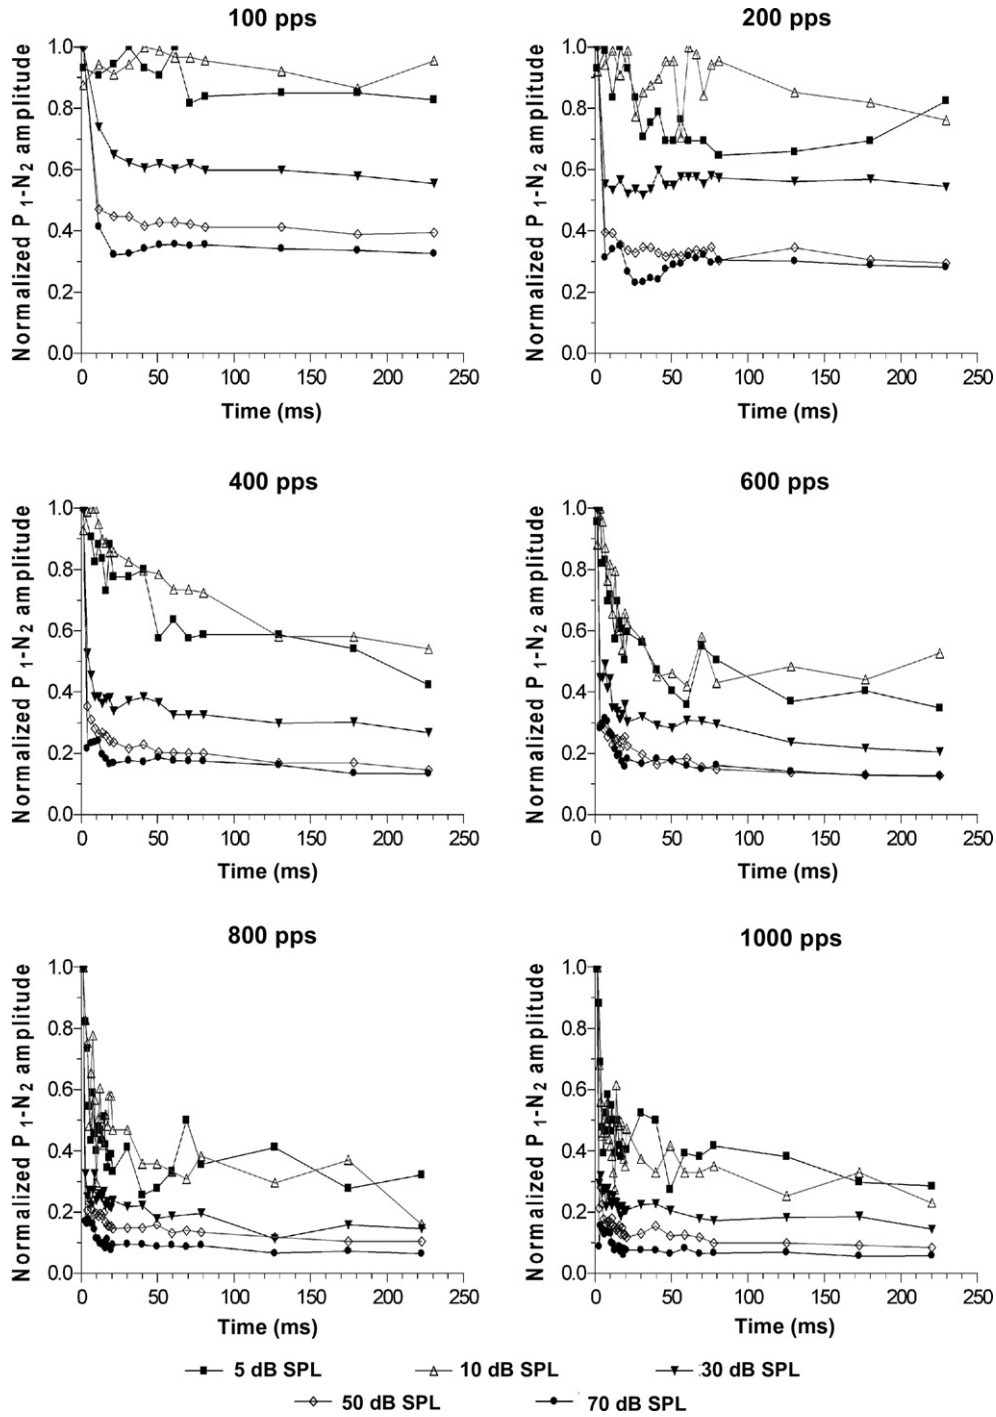 100 pps
200 pps
Normalized P1-N2 amplitude
1.0
0.8
0.6
0.4
0.2
0.0
0 50 100 150 200 250
Time (ms)
Normalized P1-N2 amplitude
1.0
0.8
0.6
0.4
0.2
0.0
0 50 100 150 200 250
Time (ms)
400 pps
600 pps
Normalized P1-N2 amplitude
1.0
0.8
0.6
0.4
0.2
0.0
0 50 100 150 200 250
Time (ms)
Normalized P1-N2 amplitude
1.0
0.8
0.6
0.4
0.2
0.0
0 50 100 150 200 250
Time (ms)
800 pps
1000 pps
Normalized P1-N2 amplitude
1.0
0.8
0.6
0.4
0.2
0.0
0 50 100 150 200 250
Time (ms)
Normalized P1-N2 amplitude
1.0
0.8
0.6
0.4
0.2
0.0
0 50 100 150 200 250
Time (ms)
5 dB SPL 10 dB SPL 30 dB SPL
50 dB SPL 70 dB SPL